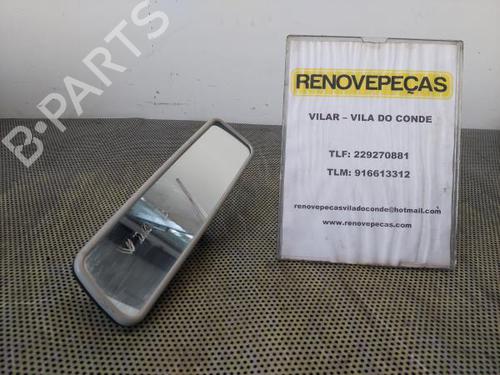 B-PARTS
RENOVEPEÇAS
VILAR – VILA DO CONDE
TLF: 229270881
TLM: 916613312
renovepecasviladoconde@hotmail.com
www.renovepecas.com